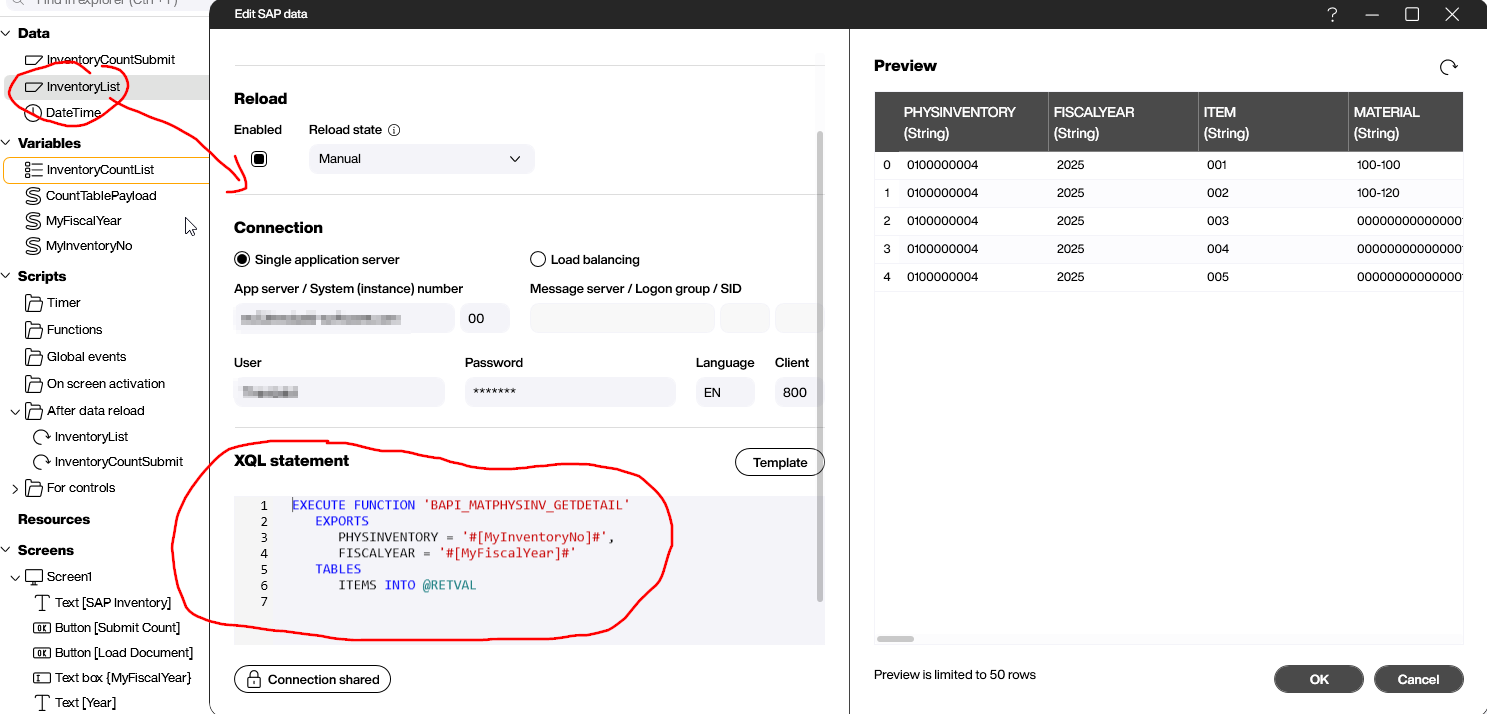 Find in explorer (Ctrl + F)
Data
InventoryCountSubmit
InventoryList
DateTime
Variables
InventoryCountList
CountTablePayload
MyFiscalYear
MyInventoryNo
Scripts
Timer
Functions
Global events
On screen activation
After data reload
InventoryList
InventoryCountSubmit
For controls
Resources
Screens
Screen1
Text [SAP Inventory]
Button [Submit Count]
Button [Load Document]
Text box {MyFiscalYear}
Text [Year]
Edit SAP data
Reload
Enabled Reload state
Manual
Connection
Single application server Load balancing
App server / System (instance) number Message server / Logon group / SID
00
User Password Language Client
******* EN 800
XQL statement Template
1 EXECUTE FUNCTION 'BAPI_MATPHYSINV_GETDETAIL'
2 EXPORTS
3 PHYSINVENTORY = '#[MyInventoryNo]#',
4 FISCALYEAR = '#[MyFiscalYear]#'
5 TABLES
6 ITEMS INTO @RETVAL
7
Connection shared
Preview
PHYSINVENTORY FISCALYEAR ITEM MATERIAL
(String) (String) (String) (String)
0 0100000004 2025 001 100-100
1 0100000004 2025 002 100-120
2 0100000004 2025 003
3 0100000004 2025 004
4 0100000004 2025 005
Preview is limited to 50 rows OK Cancel